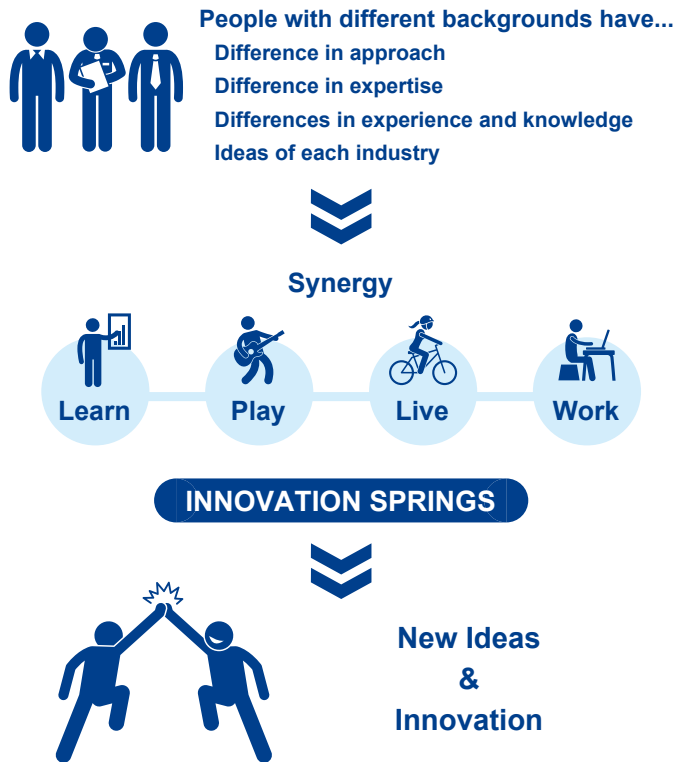 People with different backgrounds have...
Difference in approach
Difference in expertise
Differences in experience and knowledge
Ideas of each industry
Synergy
Learn
Play
Live
Work
INNOVATION SPRINGS
New Ideas
&
Innovation